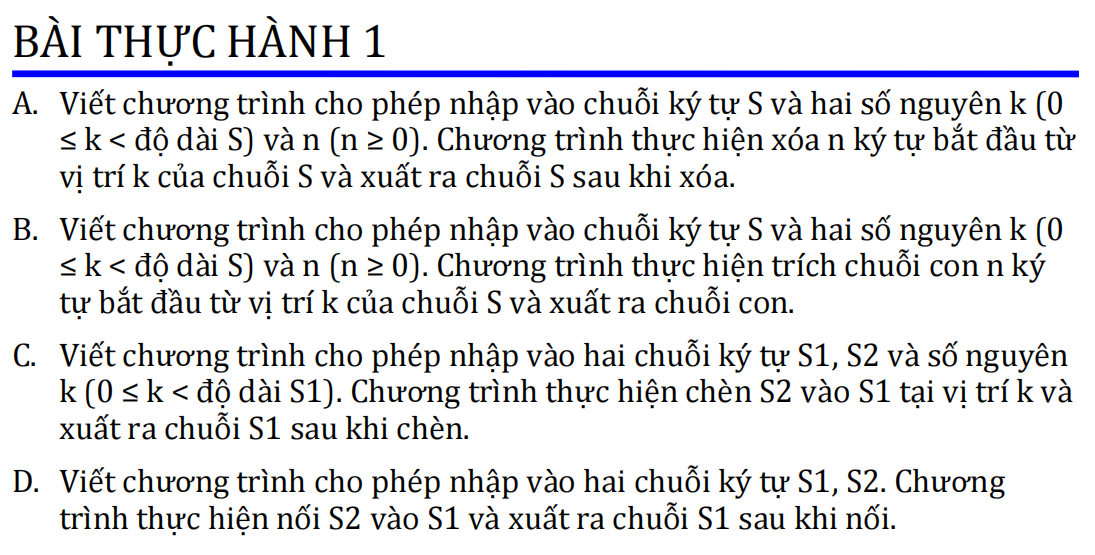 BÀI THỰC HÀNH 1
A. Viết chương trình cho phép nhập vào chuỗi ký tự S và hai số nguyên k (0
≤ k < độ dài S) và n (n ≥ 0). Chương trình thực hiện xóa n ký tự bắt đầu từ
vị trí k của chuỗi S và xuất ra chuỗi S sau khi xóa.
B. Viết chương trình cho phép nhập vào chuỗi ký tự S và hai số nguyên k (0
≤ k < độ dài S) và n (n ≥ 0). Chương trình thực hiện trích chuỗi con n ký
tự bắt đầu từ vị trí k của chuỗi S và xuất ra chuỗi con.
C. Viết chương trình cho phép nhập vào hai chuỗi ký tự S1, S2 và số nguyên
k (0 ≤ k < độ dài S1). Chương trình thực hiện chèn S2 vào S1 tại vị trí k và
xuất ra chuỗi S1 sau khi chèn.
D. Viết chương trình cho phép nhập vào hai chuỗi ký tự S1, S2. Chương
trình thực hiện nối S2 vào S1 và xuất ra chuỗi S1 sau khi nối.